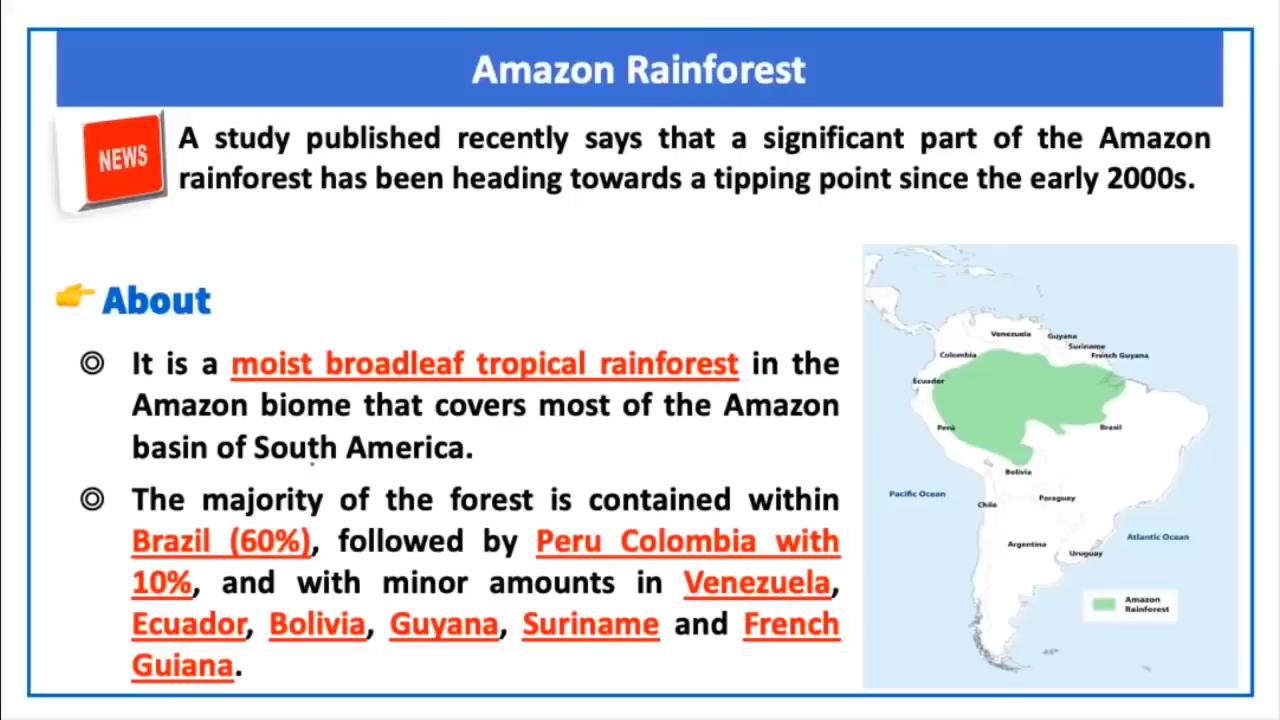 Amazon Rainforest
NEWS
A study published recently says that a significant part of the Amazon
rainforest has been heading towards a tipping point since the early 2000s.
About
It is a moist broadleaf tropical rainforest in the
Amazon biome that covers most of the Amazon
basin of South America.
The majority of the forest is contained within
Brazil (60%), followed by Peru Colombia with
10%, and with minor amounts in Venezuela,
Ecuador, Bolivia, Guyana, Suriname and French
Guiana.
Venezuela
Guyana
Suriname
French Guyana
Colombia
Ecuador
Perú
Brasil
Bolivia
Pacific Ocean
Chile
Paraguay
Argentina
Uruguay
Atlantic Ocean
Amazon
Rainforest